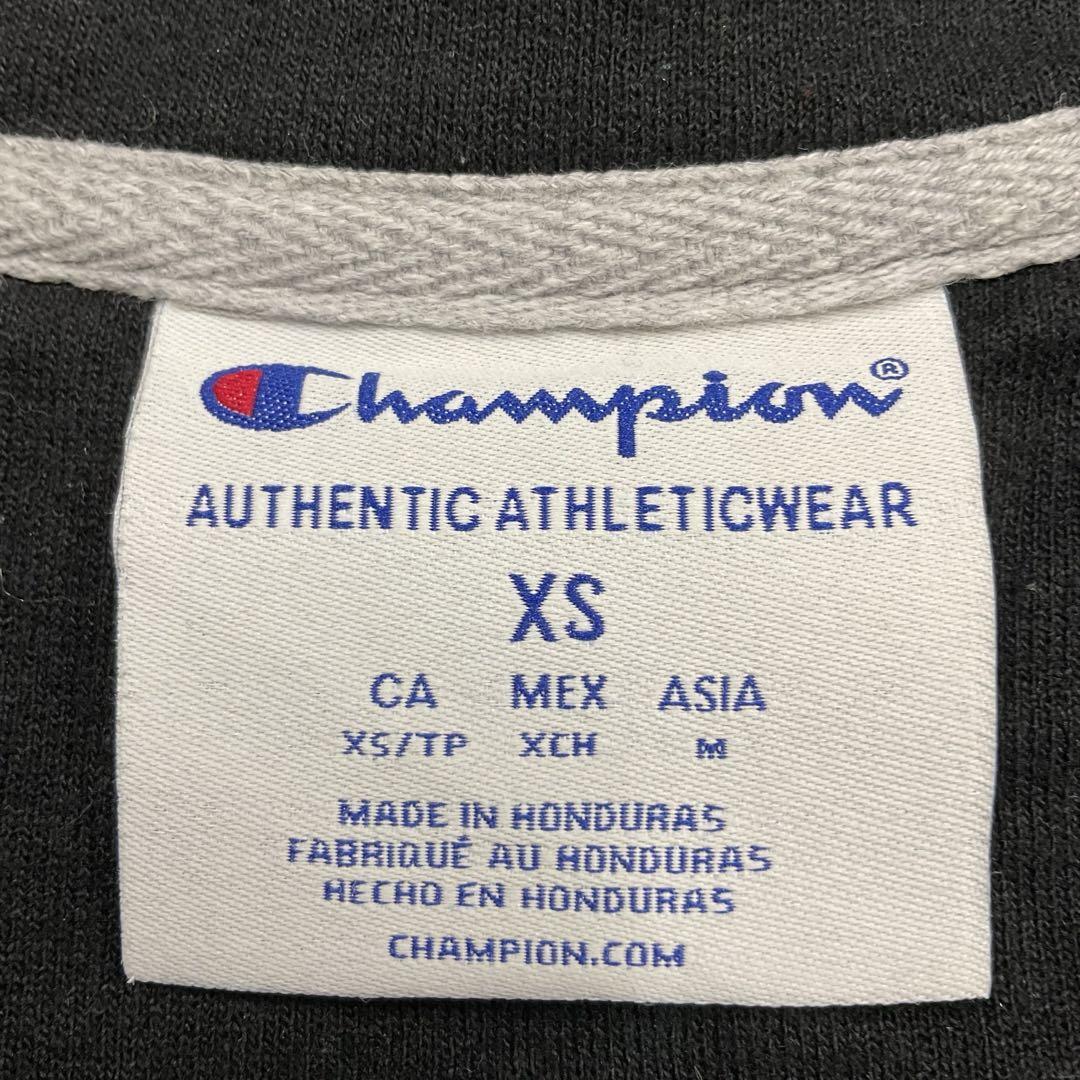 Champion®
AUTHENTIC ATHLETICWEAR
XS
CA MEX ASIA
XS/TP XCH M
MADE IN HONDURAS
FABRIQUÉ AU HONDURAS
HECHO EN HONDURAS
CHAMPION.COM